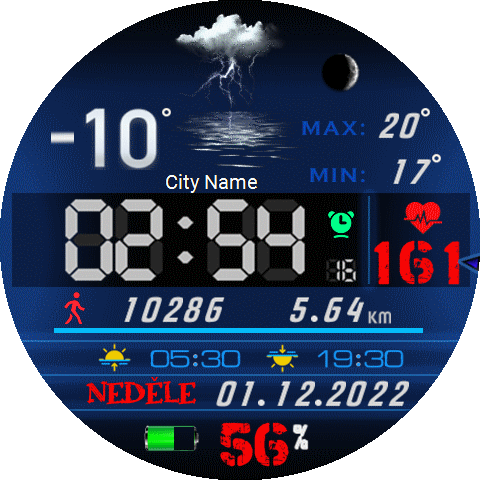 -10°
MAX: 20°
MIN: 17°
City Name
02:54 16
161
10286 5.64 KM
05:30 19:30
NEDĚLE 01.12.2022
56%